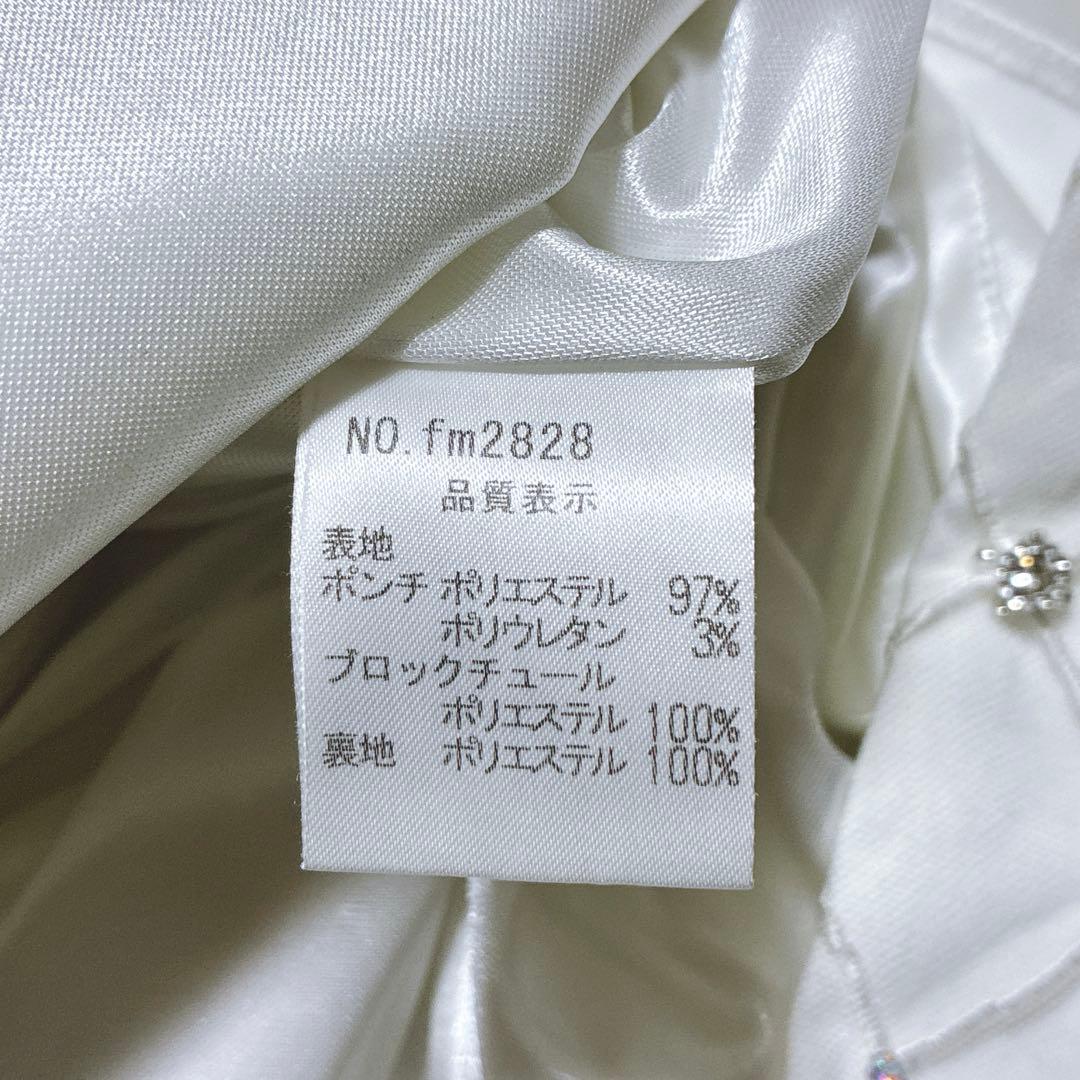 NO.fm2828
品質表示
表地
ポンチ ポリエステル 97%
ポリウレタン 3%
ブロックチュール
ポリエステル 100%
裏地 ポリエステル 100%